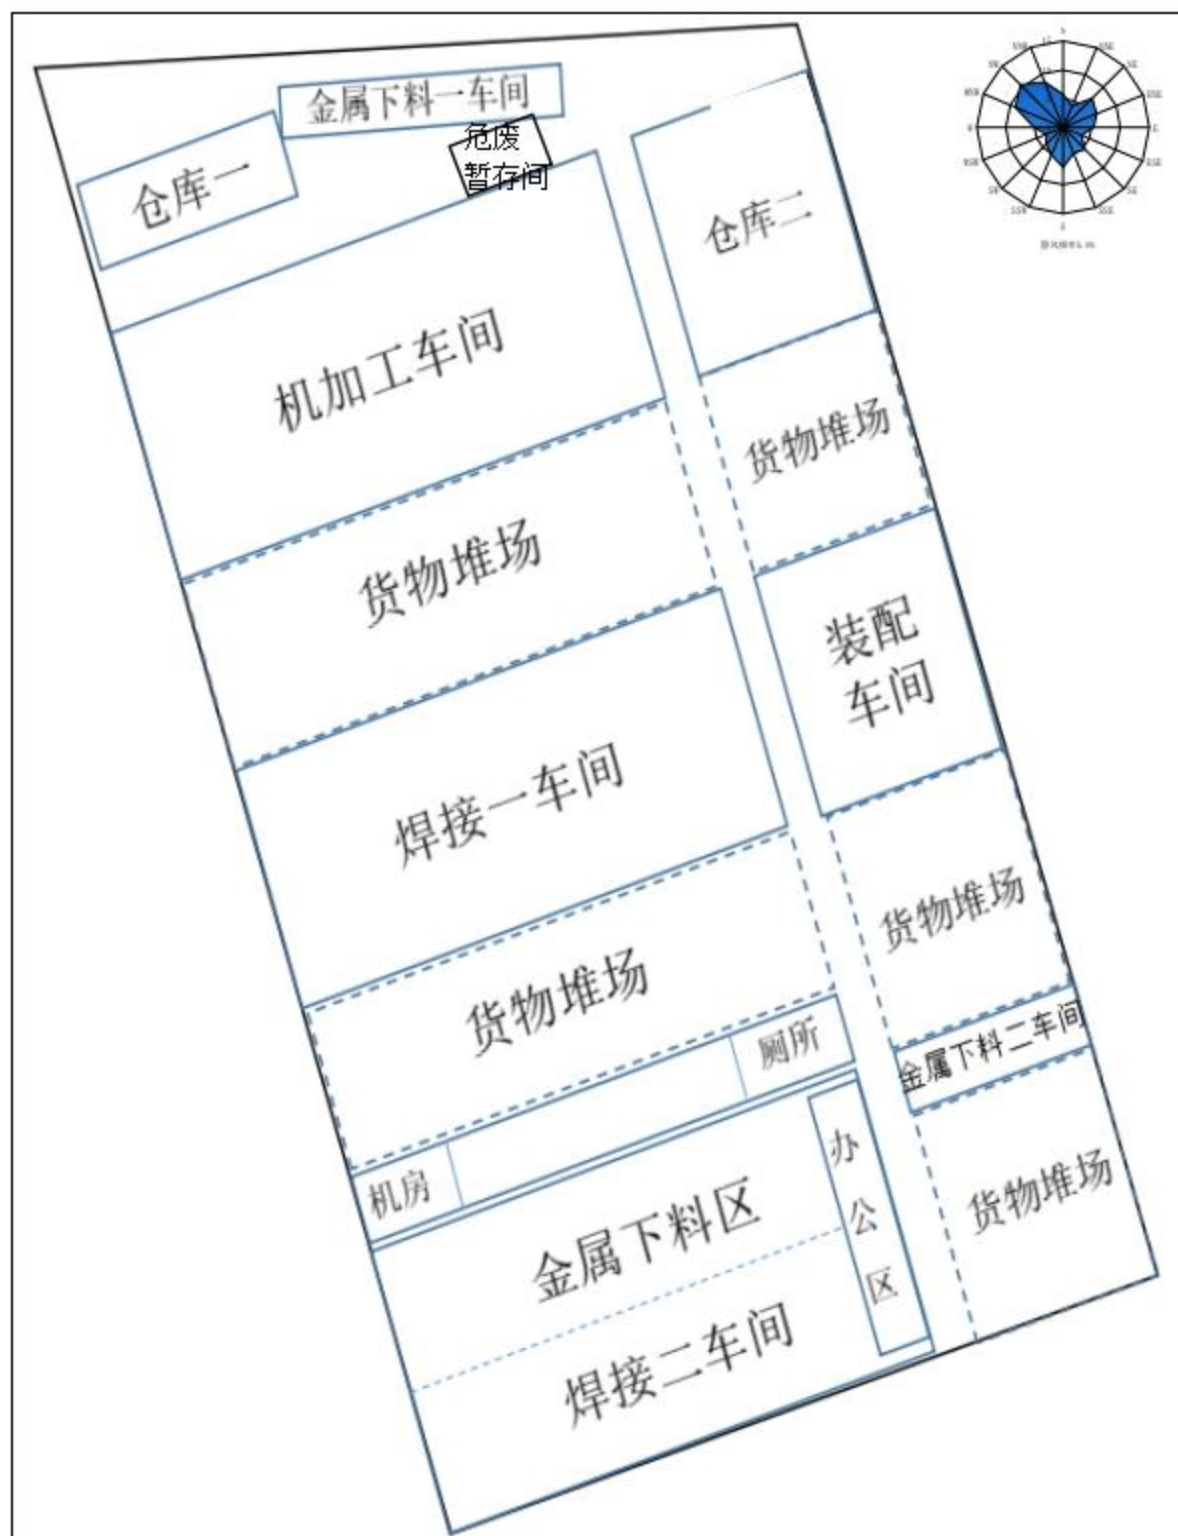 金属下料一车间
危废
暂存间
仓库一
仓库二
机加工车间
货物堆场
货物堆场
装配
车间
焊接一车间
货物堆场
货物堆场
厕所
金属下料二车间
机房
办
公
区
金属下料区
货物堆场
焊接二车间